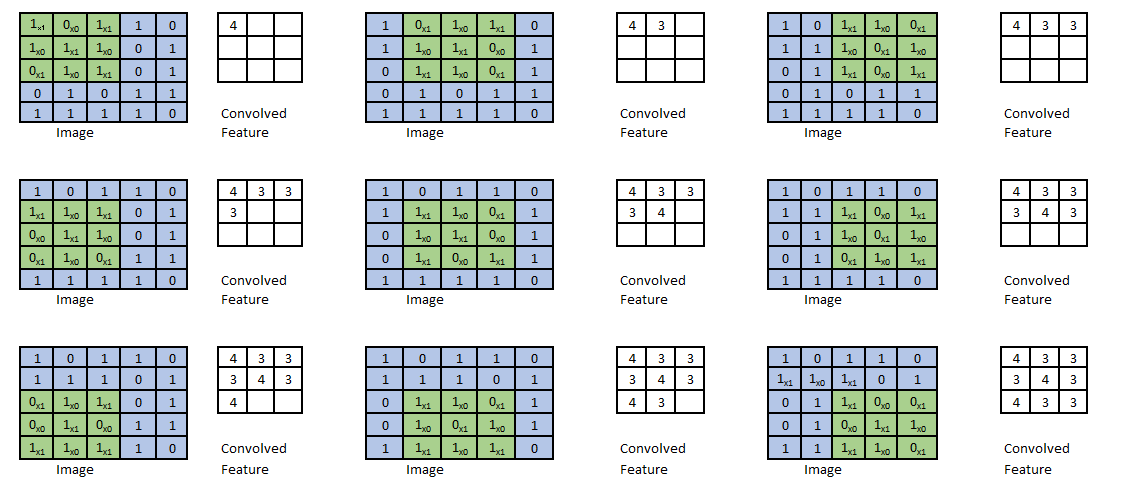 1x1 0x0 1x1 1 0
1x0 1x1 1x0 0 1
0x1 1x0 1x1 0 1
0 1 0 1 1
1 1 1 1 0
Image
4
Convolved
Feature
1 0x1 1x0 1x1 0
1 1x0 1x1 0x0 1
0 1x1 1x0 0x1 1
0 1 0 1 1
1 1 1 1 0
Image
4 3
Convolved
Feature
1 0 1x1 1x0 0x1
1 1 1x0 0x1 1x0
0 1 1x1 0x0 1x1
0 1 0 1 1
1 1 1 1 0
Image
4 3 3
Convolved
Feature
1 0 1 1 0
1x1 1x0 1x1 0 1
0x0 1x1 1x0 0 1
0x1 1x0 0x1 1 1
1 1 1 1 0
Image
4 3 3
3
Convolved
Feature
1 0 1 1 0
1 1x1 1x0 0x1 1
0 1x0 1x1 0x0 1
0 1x1 0x0 1x1 1
1 1 1 1 0
Image
4 3 3
3 4
Convolved
Feature
1 0 1 1 0
1 1 1x1 0x0 1x1
0 1 1x0 0x1 1x0
0 1 0x1 1x0 1x1
1 1 1 1 0
Image
4 3 3
3 4 3
Convolved
Feature
1 0 1 1 0
1 1 1 0 1
0x1 1x0 1x1 0 1
0x0 1x1 0x0 1 1
1x1 1x0 1x1 1 0
Image
4 3 3
3 4 3
4
Convolved
Feature
1 0 1 1 0
1 1 1 0 1
0 1x1 1x0 0x1 1
0 1x0 0x1 1x0 1
1 1x1 1x0 1x1 0
Image
4 3 3
3 4 3
4 3
Convolved
Feature
1 0 1 1 0
1x1 1x0 1x1 0 1
0 1 1x1 0x0 0x1
0 1 0x0 1x1 1x0
1 1 1x1 1x0 0x1
Image
4 3 3
3 4 3
4 3 3
Convolved
Feature